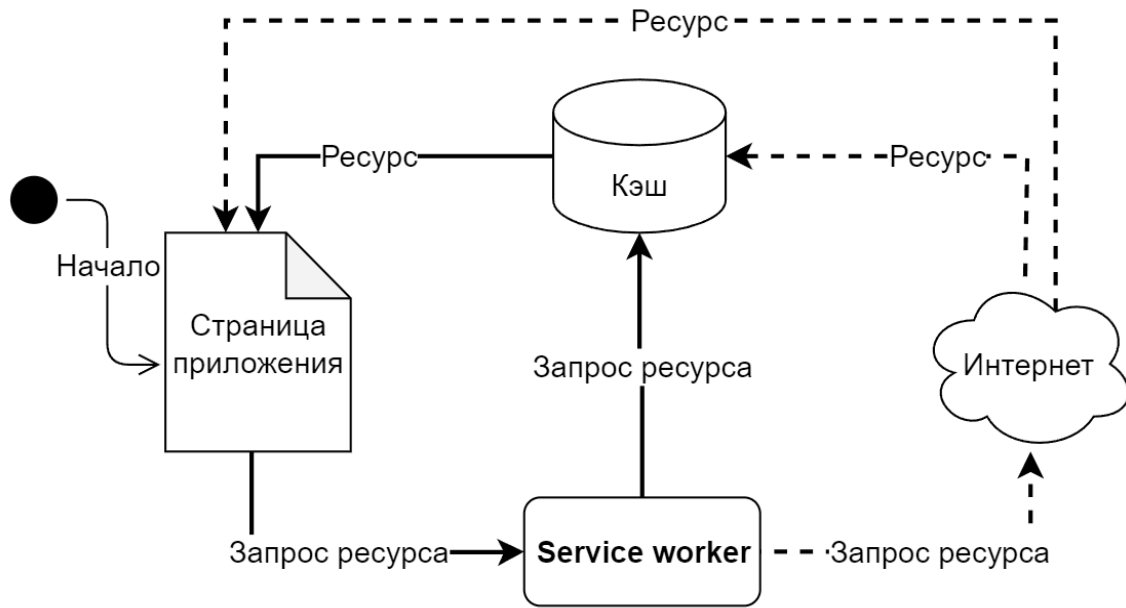 Ресурс
Ресурс
Ресурс
Кэш
Начало
Страница
приложения
Запрос ресурса
Интернет
Запрос ресурса
Service worker
Запрос ресурса